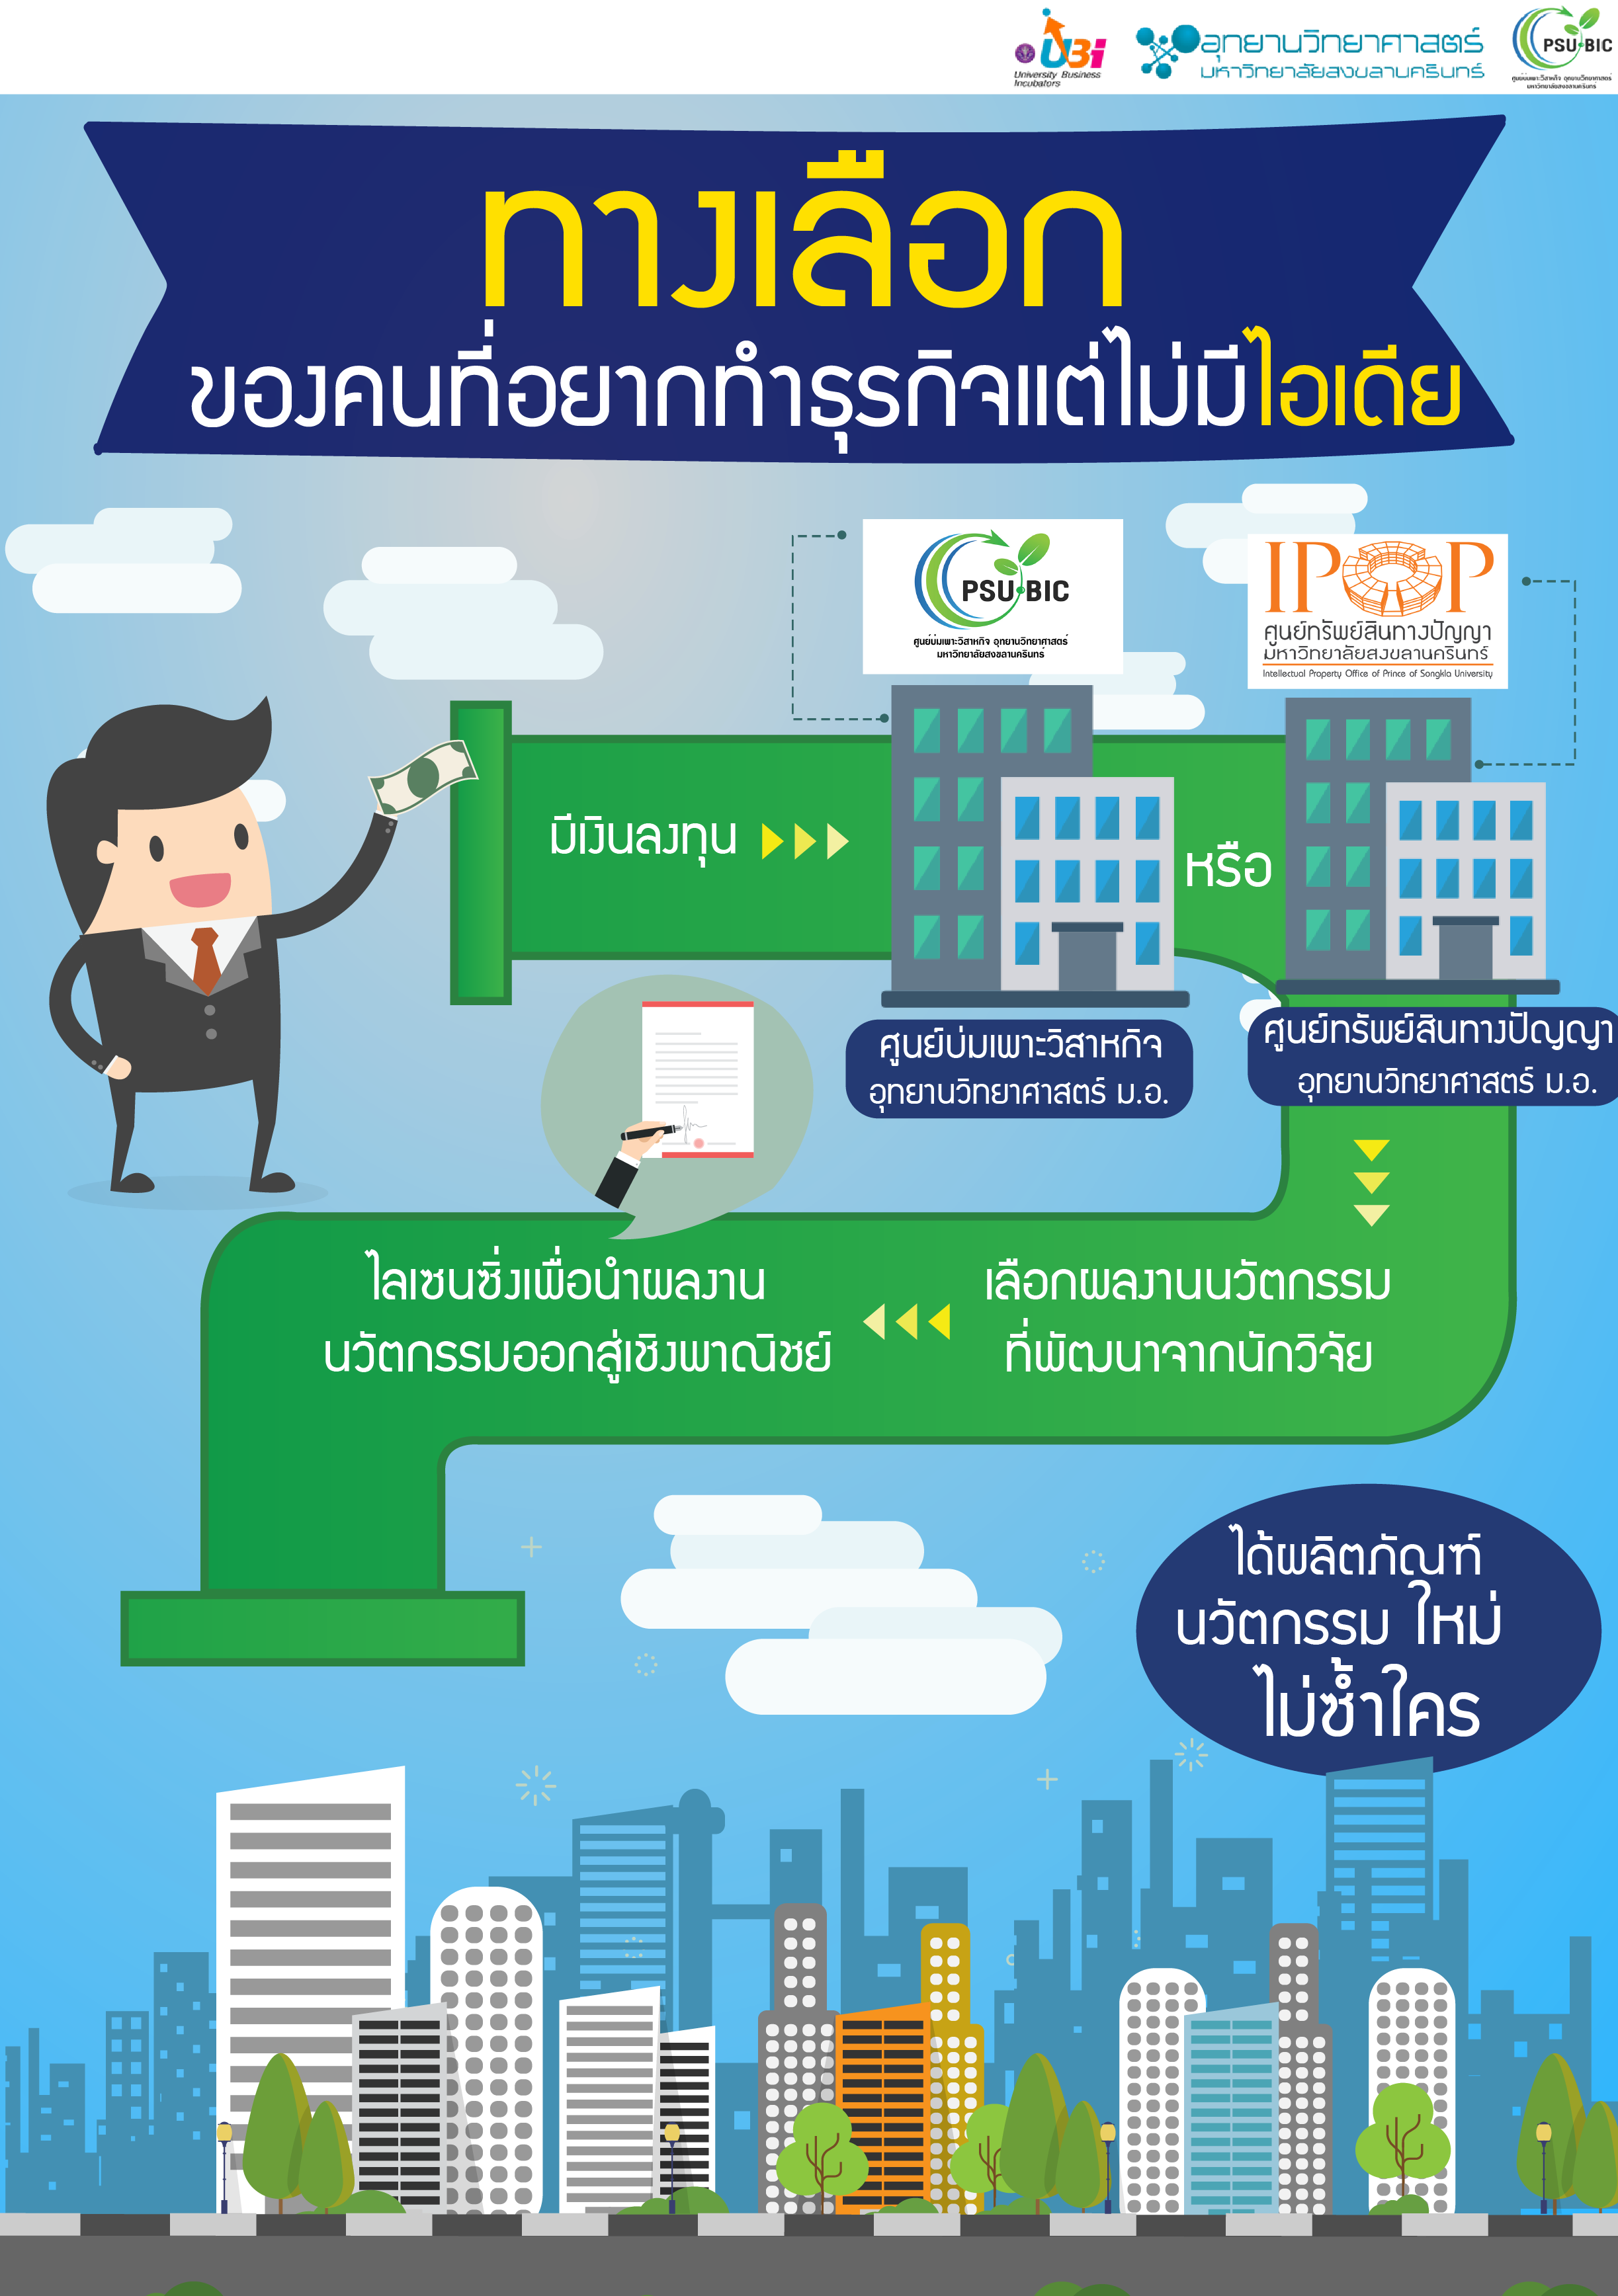 UBi
University Business
Incubators
อุทยานวิทยาศาสตร์
มหาวิทยาลัยสงขลานครินทร์
PSU BIC
ศูนย์บ่มเพาะวิสาหกิจ อุทยานวิทยาศาสตร์
มหาวิทยาลัยสงขลานครินทร์
ทางเลือก
ของคนที่อยากทำธุรกิจแต่ไม่มีไอเดีย
PSU BIC
ศูนย์บ่มเพาะวิสาหกิจ อุทยานวิทยาศาสตร์
มหาวิทยาลัยสงขลานครินทร์
IPOP
ศูนย์ทรัพย์สินทางปัญญา
มหาวิทยาลัยสงขลานครินทร์
Intellectual Property Office of Prince of Songkla University
มีเงินลงทุน
หรือ
ศูนย์บ่มเพาะวิสาหกิจ
อุทยานวิทยาศาสตร์ ม.อ.
ศูนย์ทรัพย์สินทางปัญญา
อุทยานวิทยาศาสตร์ ม.อ.
เลือกผลงานนวัตกรรม
ที่พัฒนาจากนักวิจัย
ไลเซนซิ่งเพื่อนำผลงาน
นวัตกรรมออกสู่เชิงพาณิชย์
ได้ผลิตภัณฑ์
นวัตกรรม ใหม่
ไม่ซ้ำใคร